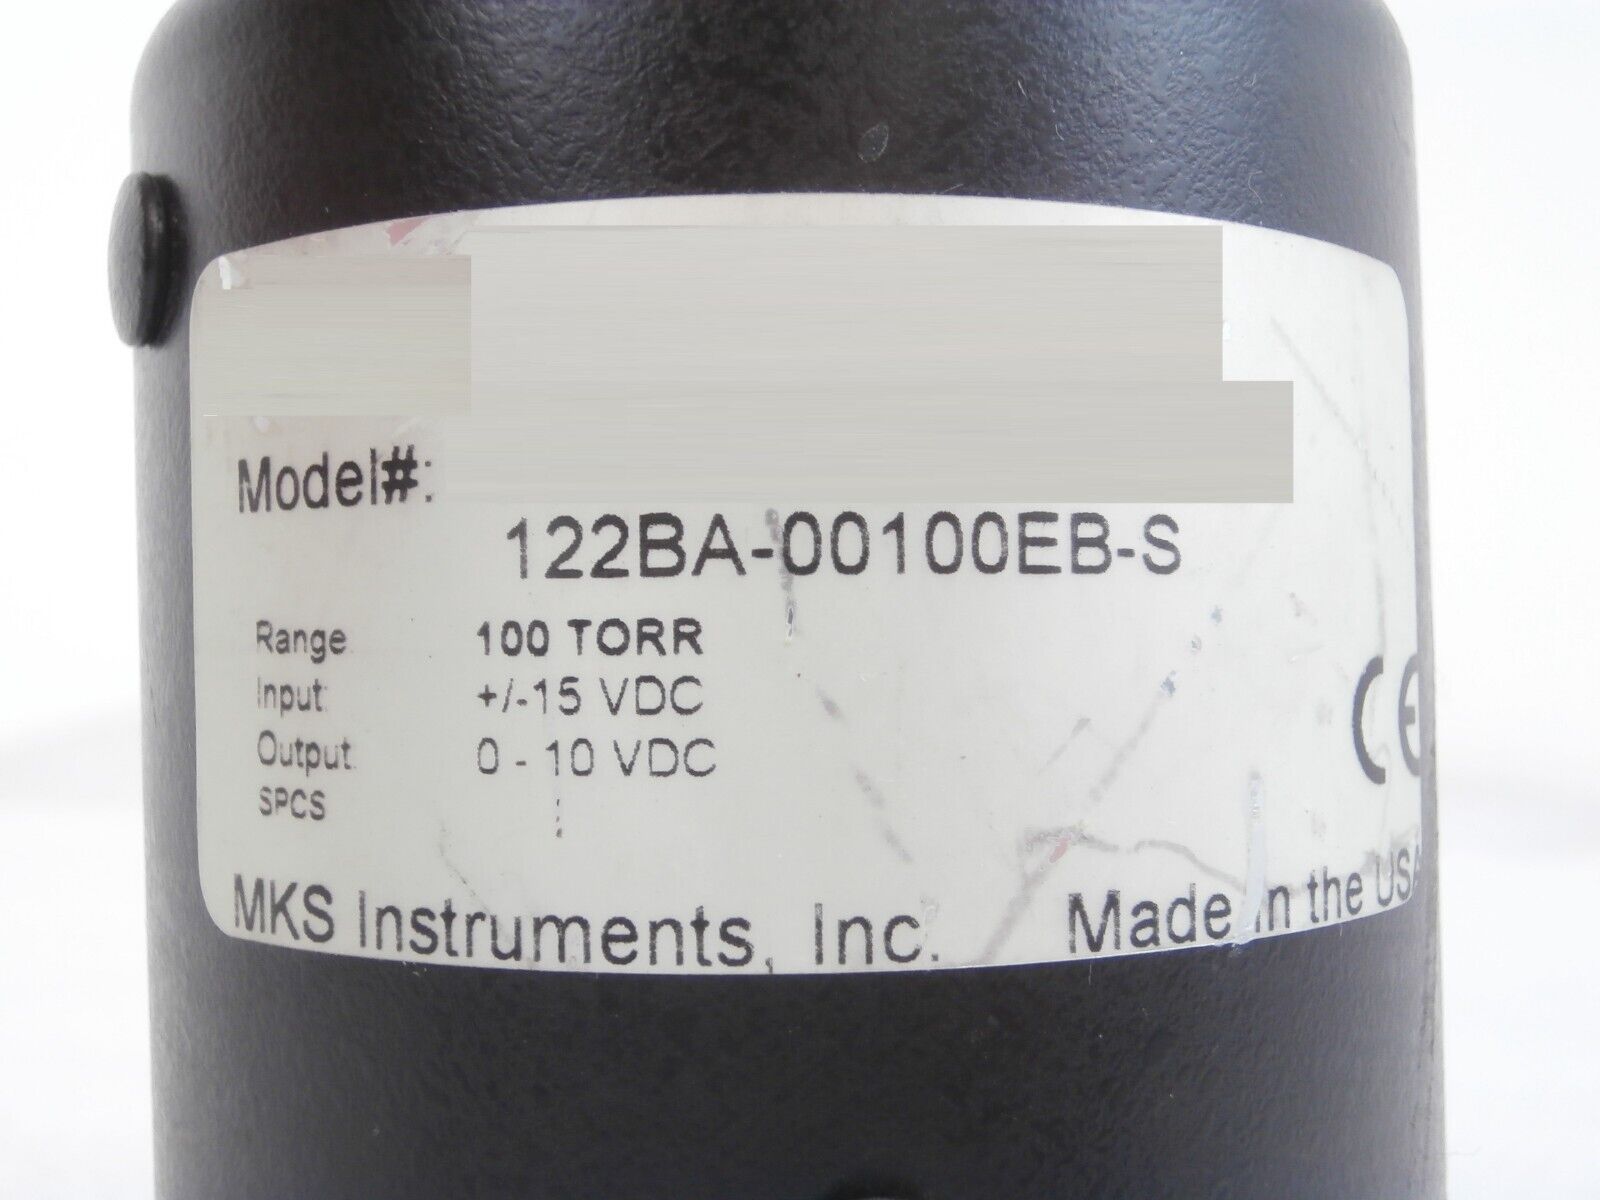 Model#:
122BA-00100EB-S
Range 100 TORR
Input: +/-15 VDC
Output: 0 - 10 VDC
SPCS
CE
MKS Instruments, Inc. Made in the USA